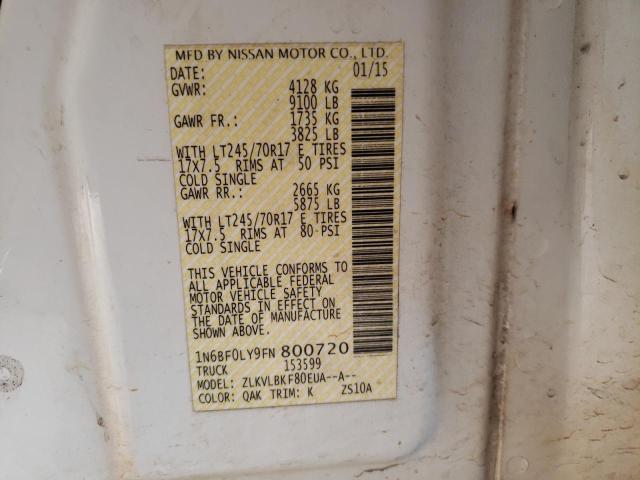 MFD BY NISSAN MOTOR CO., LTD.
DATE: 01/15
GVWR: 4128 KG
9100 LB
GAWR FR.: 1735 KG
3825 LB
WITH LT245/70R17 E TIRES
17X7.5 RIMS AT 50 PSI
COLD SINGLE
GAWR RR.: 2665 KG
5875 LB
WITH LT245/70R17 E TIRES
17X7.5 RIMS AT 80 PSI
COLD SINGLE
THIS VEHICLE CONFORMS TO
ALL APPLICABLE FEDERAL
MOTOR VEHICLE SAFETY
STANDARDS IN EFFECT ON
THE DATE OF MANUFACTURE
SHOWN ABOVE.
1N6BF0LY9FN 800720
TRUCK 153599
MODEL: ZLKVLBKF80EUA--A--
COLOR: QAK TRIM: K ZS10A